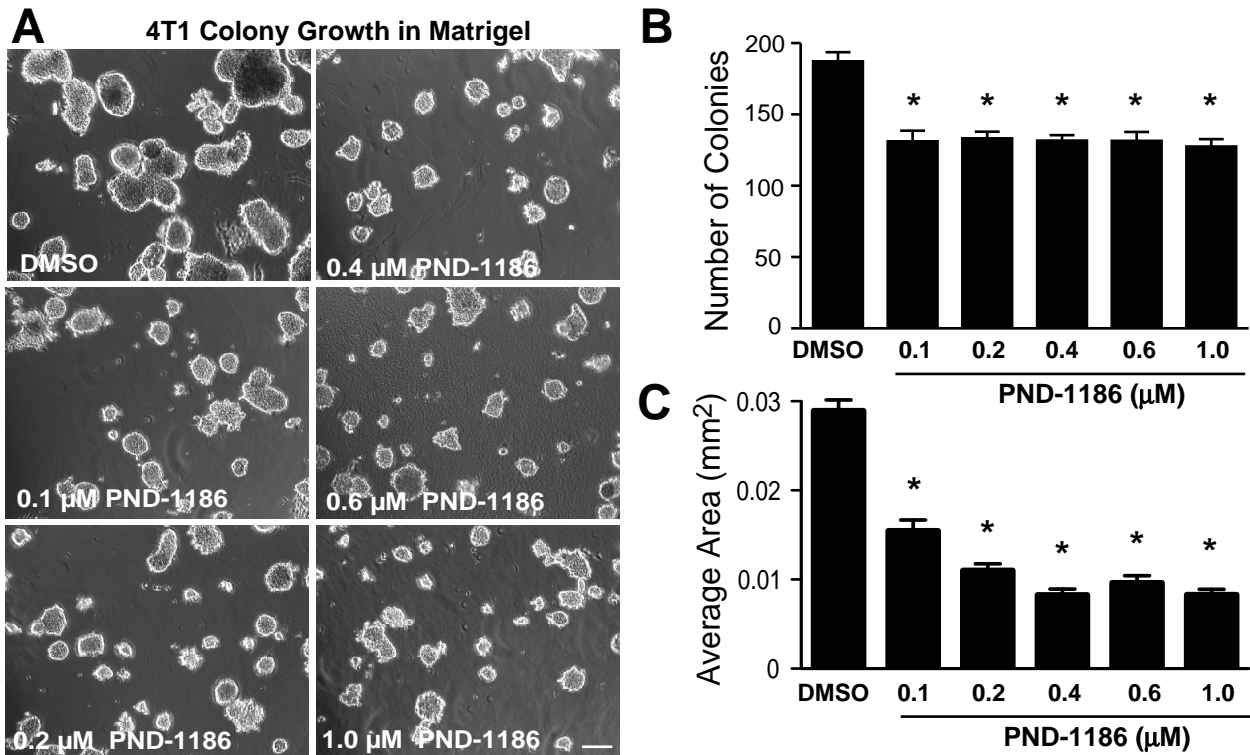 A
4T1 Colony Growth in Matrigel
DMSO
0.4 µM PND-1186
0.1 µM PND-1186
0.6 µM PND-1186
0.2 µM PND-1186
1.0 µM PND-1186
B
Number of Colonies
200
150
100
50
0
* * * * *
DMSO 0.1 0.2 0.4 0.6 1.0
PND-1186 (µM)
C
Average Area (mm²)
0.03
0.02
0.01
0
* * * * *
DMSO 0.1 0.2 0.4 0.6 1.0
PND-1186 (µM)